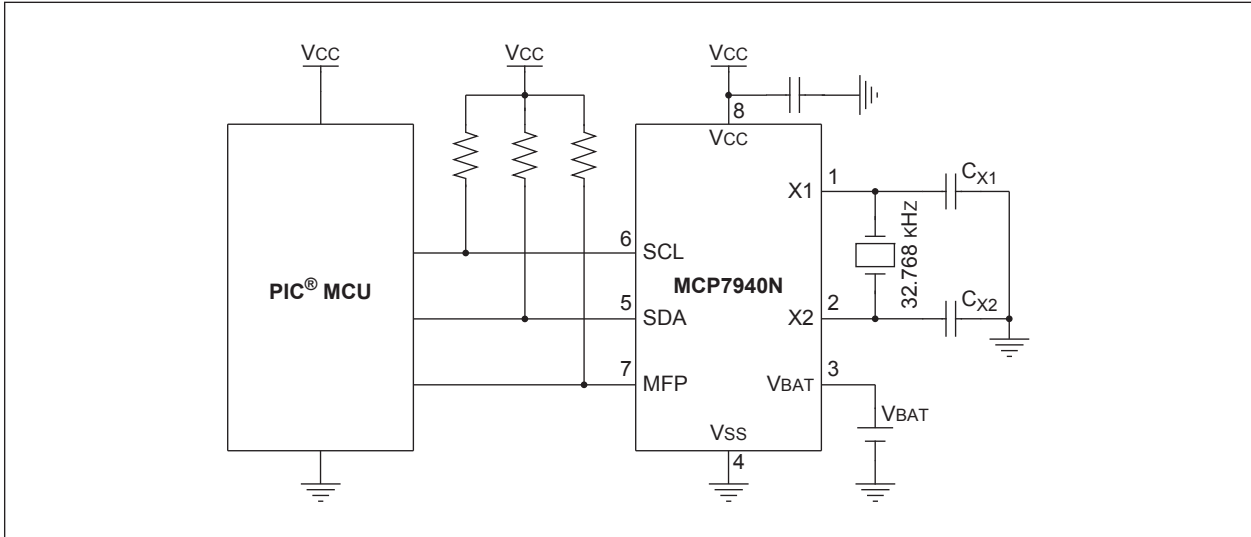 VCC
VCC
VCC
8
VCC
1
X1
CX1
32.768 кHz
6
SCL
PIC® MCU
MCP7940N
2
CX2
5
SDA
X2
7
MFP
3
VBAT
VBAT
VSS
4